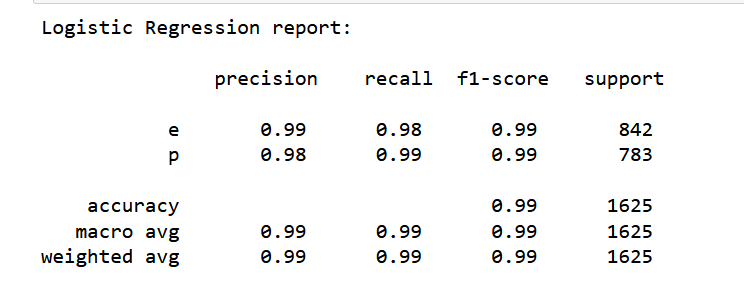 Logistic Regression report:
precision recall f1-score support
e 0.99 0.98 0.99 842
p 0.98 0.99 0.99 783
accuracy 0.99 1625
macro avg 0.99 0.99 0.99 1625
weighted avg 0.99 0.99 0.99 1625